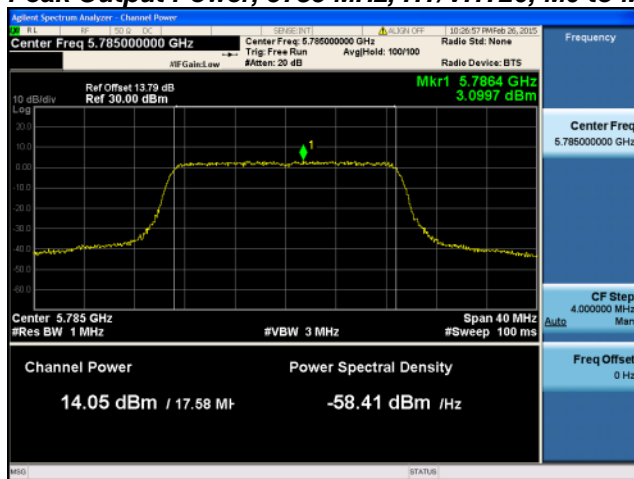 Peak Output Power, 5785 MHz, HT/VHT20, M0 to M
Agilent Spectrum Analyzer - Channel Power
RL RF 50 Ω DC SENSE:INT ALIGN OFF 10:26:57 PM Feb 26, 2015
Center Freq 5.785000000 GHz
Center Freq: 5.785000000 GHz
Radio Std: None
Trig: Free Run Avg|Hold: 100/100
#IFGain:Low
#Atten: 20 dB
Radio Device: BTS
Frequency
Ref Offset 13.79 dB
Mkr1 5.7864 GHz
10 dB/div
Ref 30.00 dBm
3.0997 dBm
Log
20.0
10.0
0.00
-10.0
-20.0
-30.0
-40.0
-50.0
-60.0
1
Center Freq
5.785000000 GHz
Center 5.785 GHz
Span 40 MHz
#Res BW 1 MHz
#VBW 3 MHz
#Sweep 100 ms
CF Step
4.000000 MHz
Auto Man
Channel Power
Power Spectral Density
14.05 dBm / 17.58 MH
-58.41 dBm /Hz
Freq Offset
0 Hz
MSG
STATUS